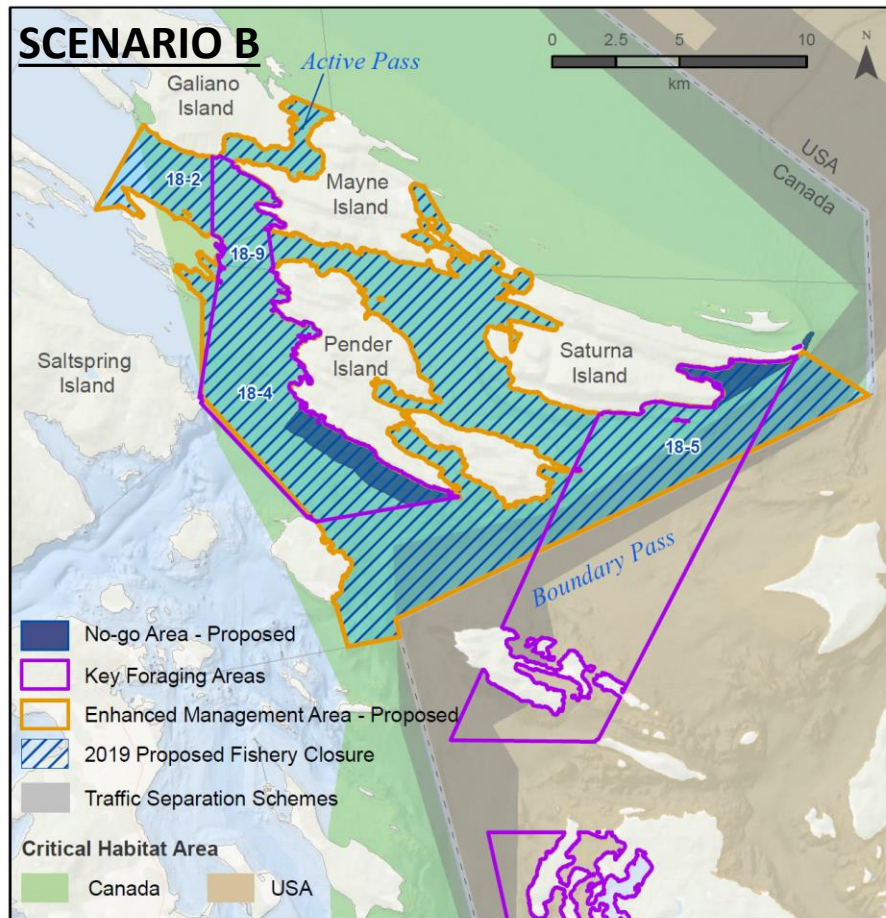 SCENARIO B
Active Pass
0 2.5 5 10
km
N
Galiano
Island
USA
Canada
18-2
Mayne
Island
18-9
Saltspring
Island
Pender
Island
Saturna
Island
18-4
18-5
Boundary Pass
No-go Area - Proposed
Key Foraging Areas
Enhanced Management Area - Proposed
2019 Proposed Fishery Closure
Traffic Separation Schemes
Critical Habitat Area
Canada USA